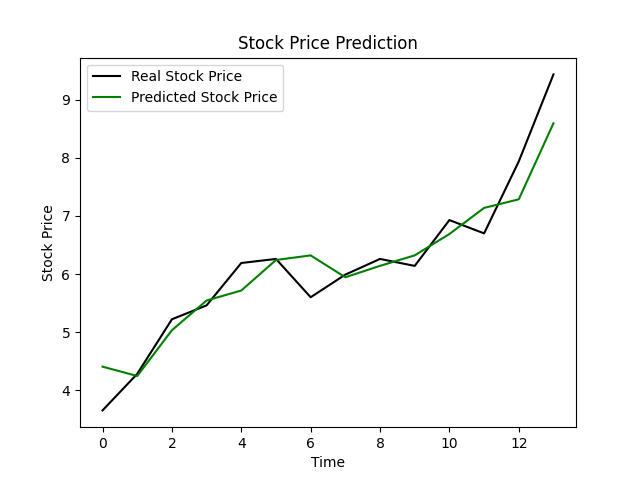 Stock Price Prediction
Real Stock Price
Predicted Stock Price
Stock Price
9
8
7
6
5
4
0 2 4 6 8 10 12
Time